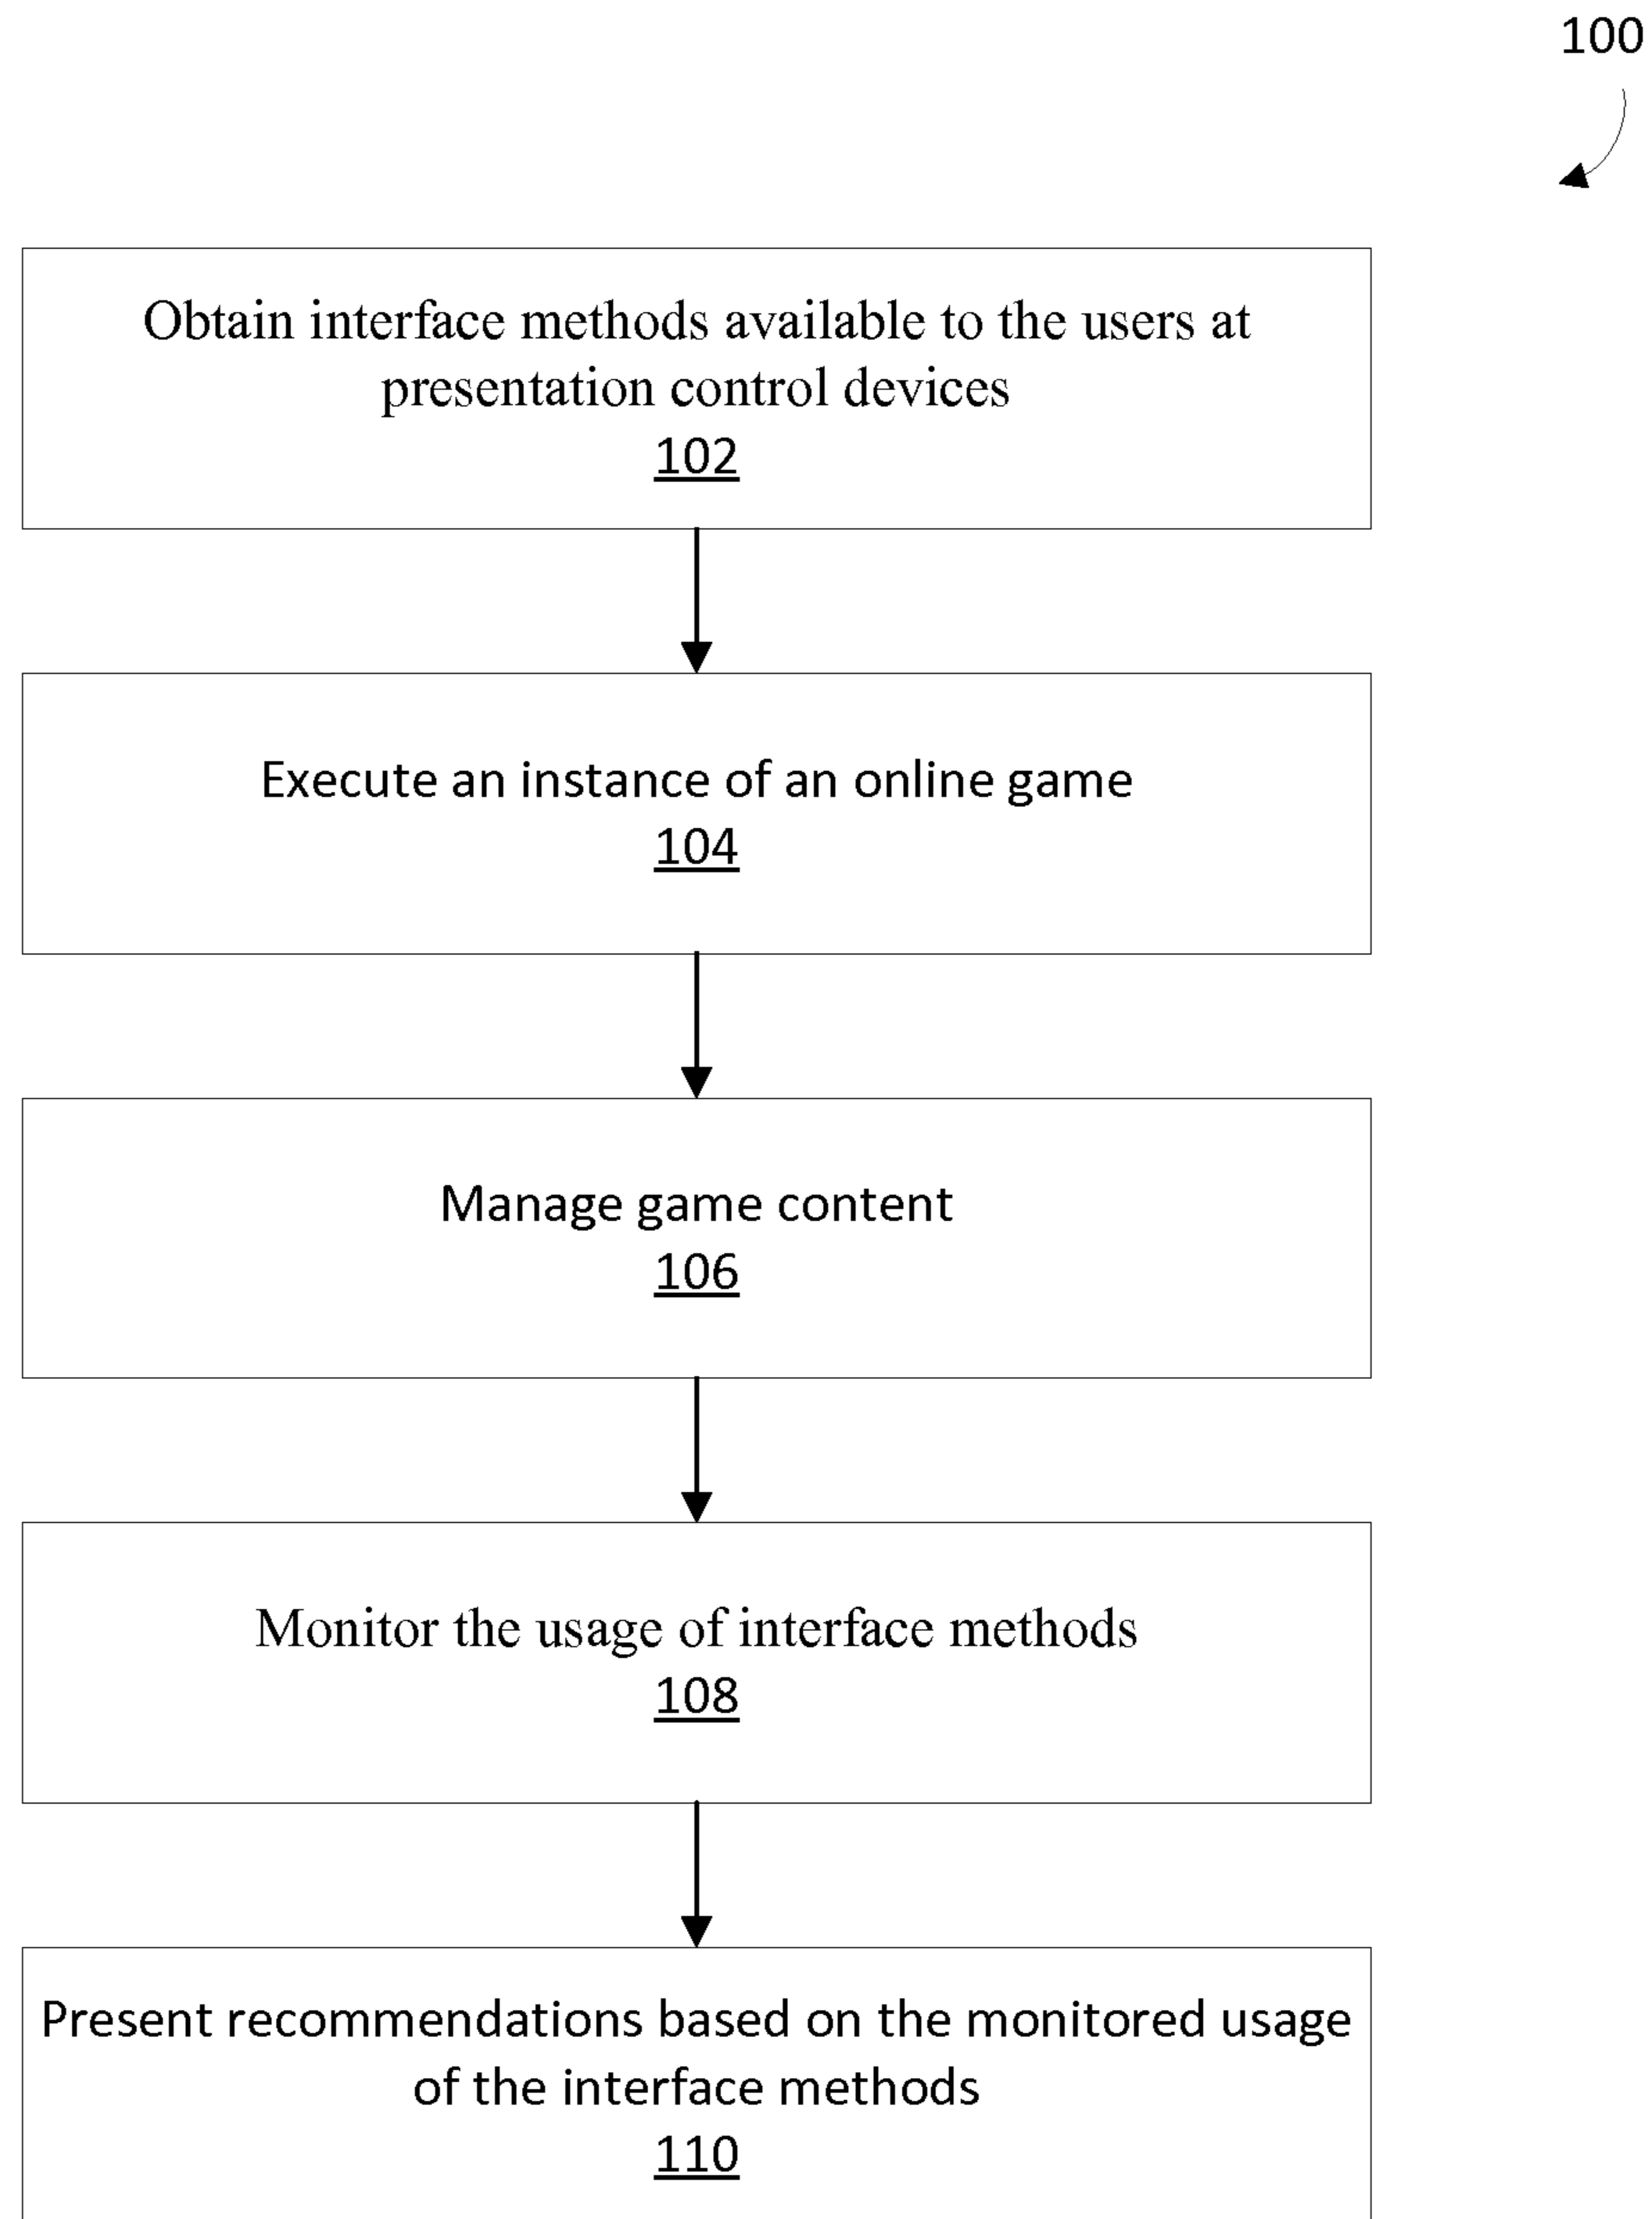 100
Obtain interface methods available to the users at
presentation control devices
102
Execute an instance of an online game
104
Manage game content
106
Monitor the usage of interface methods
108
Present recommendations based on the monitored usage
of the interface methods
110